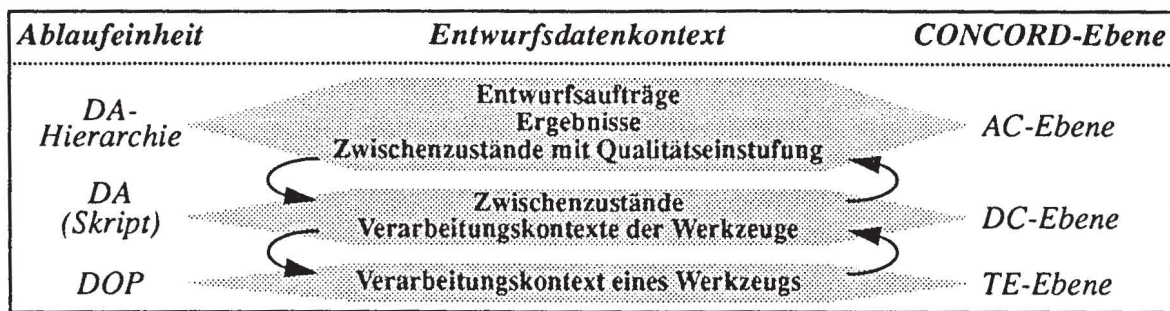 Ablaufeinheit Entwurfsdatenkontext CONCORD-Ebene
DA-
Hierarchie
Entwurfsaufträge
Ergebnisse
Zwischenzustände mit Qualitätseinstufung
AC-Ebene
DA
(Skript)
Zwischenzustände
Verarbeitungskontexte der Werkzeuge
DC-Ebene
DOP
Verarbeitungskontext eines Werkzeugs
TE-Ebene